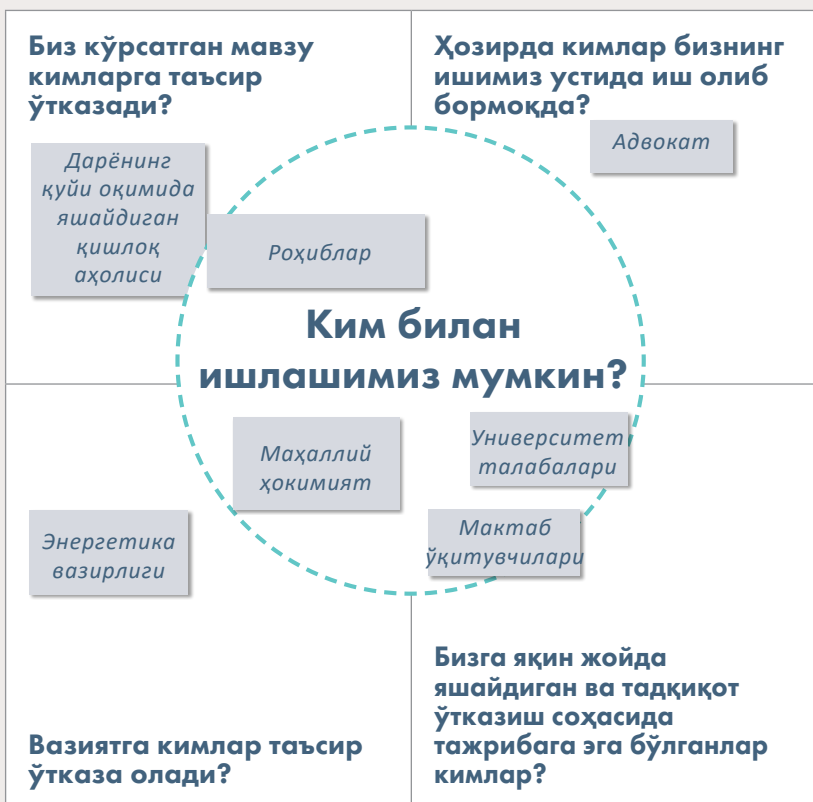 Биз кўрсатган мавзу
кимларга таъсир
ўтказади?
Ҳозирда кимлар бизнинг
ишимиз устида иш олиб
бормоқда?
Адвокат
Дарёнинг
қуйи оқимида
яшайдиган
қишлоқ
аҳолиси
Роҳиблар
Ким билан
ишлашимиз мумкин?
Маҳаллий
ҳокимият
Университет
талабалари
Энергетика
вазирлиги
Мактаб
ўқитувчилари
Вазиятга кимлар таъсир
ўтказа олади?
Бизга яқин жойда
яшайдиган ва тадқиқот
ўтказиш соҳасида
тажрибага эга бўлганлар
кимлар?